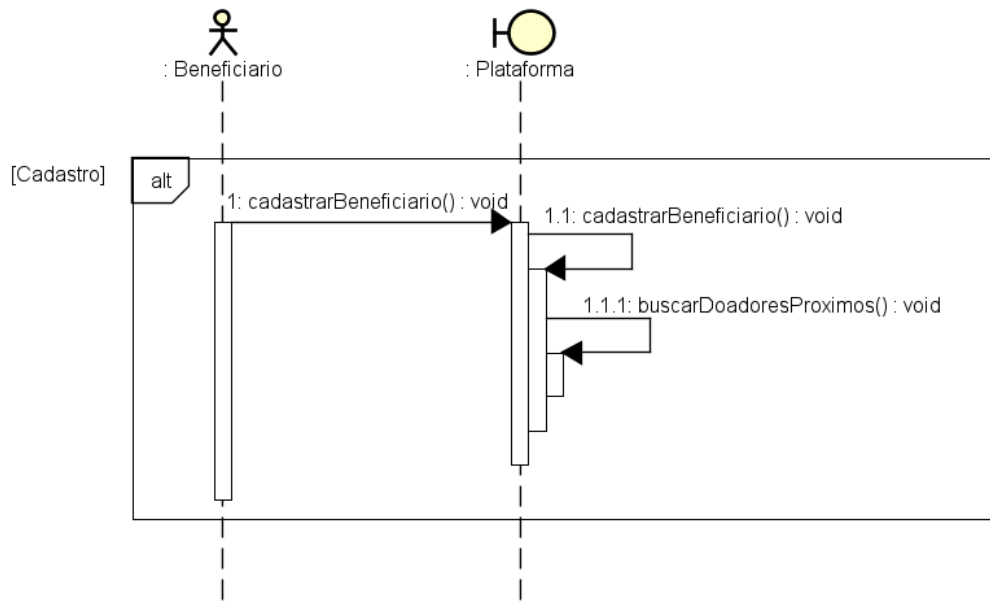 : Beneficiario
: Plataforma
[Cadastro]
alt
1: cadastrarBeneficiario() : void
1.1: cadastrarBeneficiario() : void
1.1.1: buscarDoadoresProximos() : void